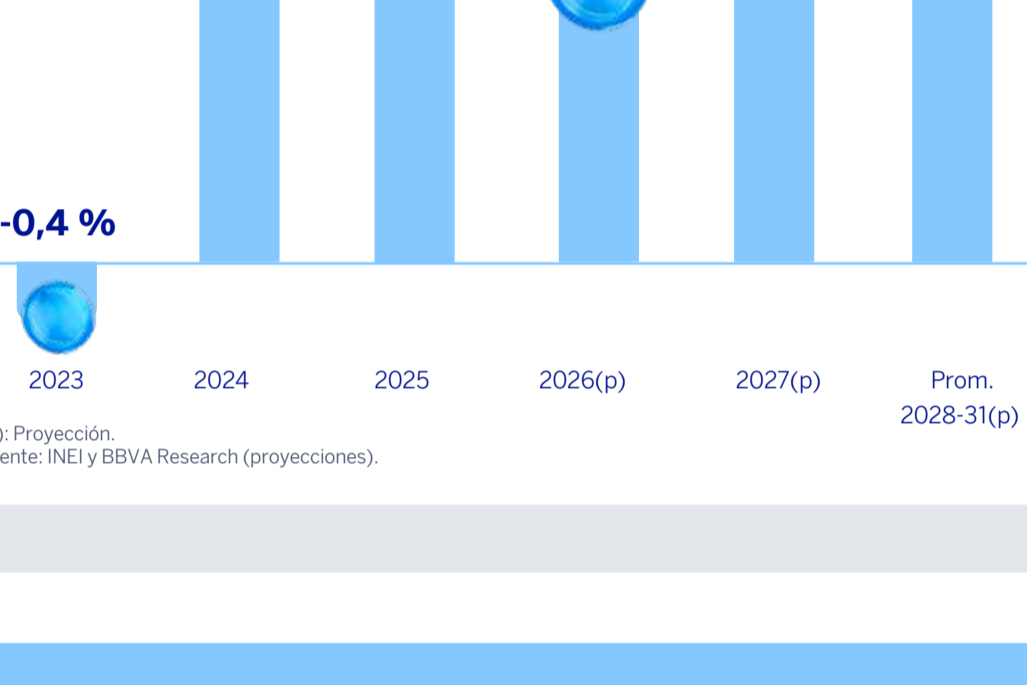 -0,4 %
2023 2024 2025 2026(p) 2027(p) Prom.
2028-31(p)
): Proyección.
ente: INEI y BBVA Research (proyecciones).